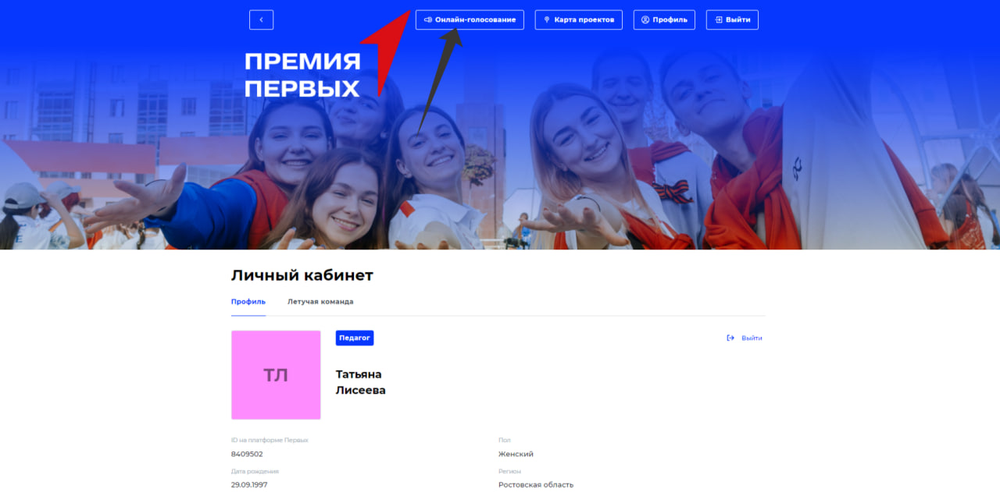 Онлайн-голосование
Карта проектов
Профиль
Выйти
ПРЕМИЯ
ПЕРВЫХ
Личный кабинет
Профиль
Летучая команда
Педагог
Выйти
ТЛ
Татьяна
Лисеева
ID на платформе Первых
Пол
8409502
Женский
Дата рождения
Регион
29.09.1997
Ростовская область